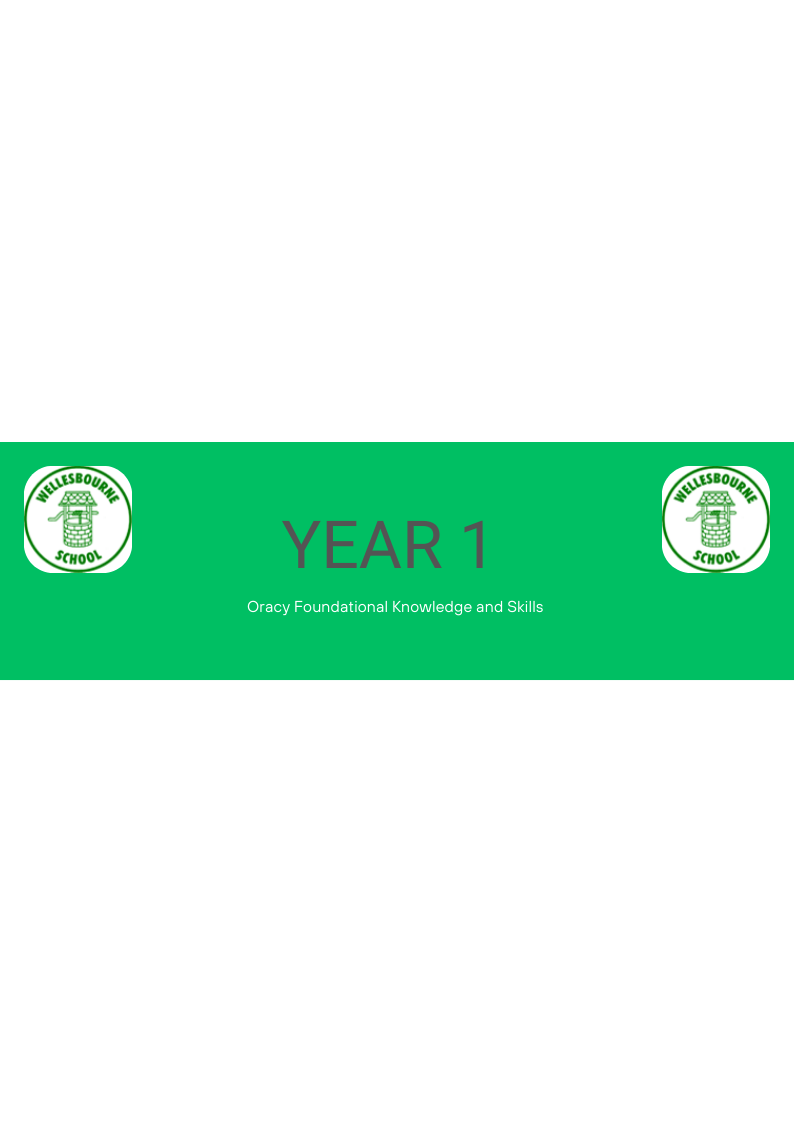 WELLESBOURNE
SCHOOL
YEAR 1
Oracy Foundational Knowledge and Skills
WELLESBOURNE
SCHOOL